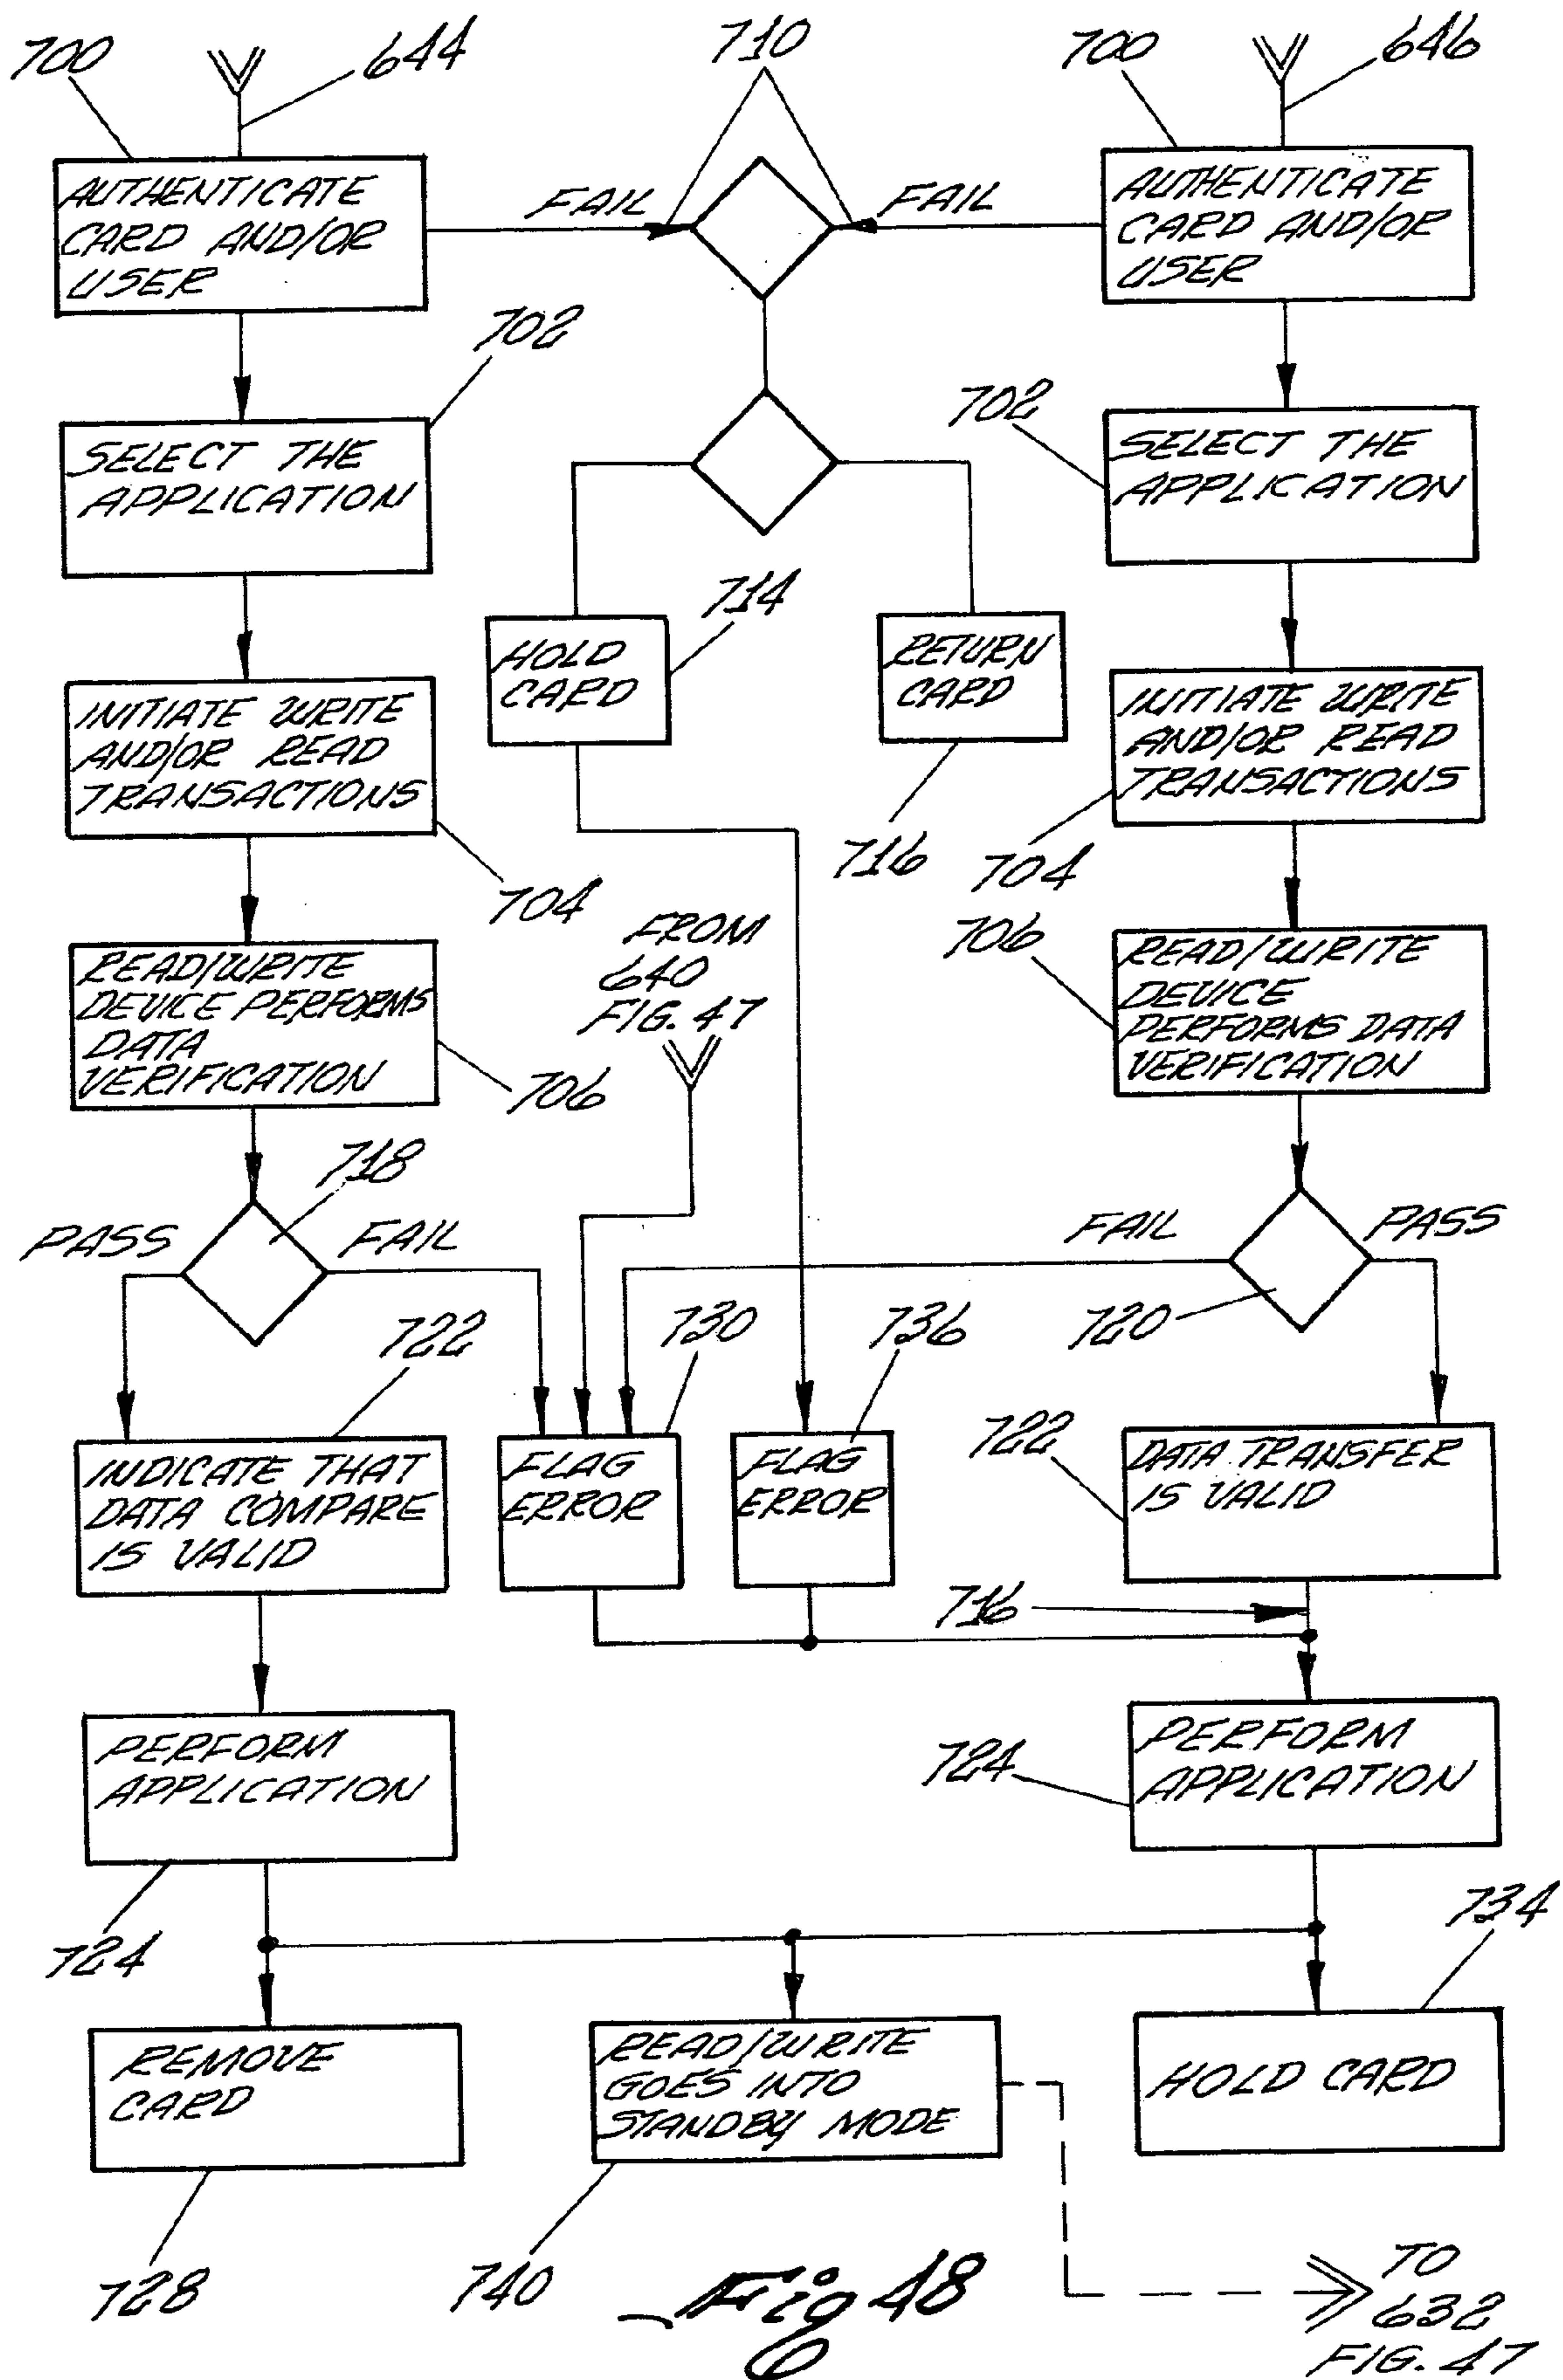 700
644
710
700
646
AUTHENTICATE
CARD AND/OR
USER
FAIL
FAIL
AUTHENTICATE
CARD AND/OR
USER
702
702
SELECT THE
APPLICATION
SELECT THE
APPLICATION
714
HOLD
CARD
RETURN
CARD
716
INITIATE WRITE
AND/OR READ
TRANSACTIONS
704
INITIATE WRITE
AND/OR READ
TRANSACTIONS
704
FROM
640
FIG. 47
READ/WRITE
DEVICE PERFORMS
DATA
VERIFICATION
706
706
READ/WRITE
DEVICE
PERFORMS DATA
VERIFICATION
718
PASS
FAIL
FAIL
PASS
720
722
730
736
722
INDICATE THAT
DATA COMPARE
IS VALID
FLAG
ERROR
FLAG
ERROR
DATA TRANSFER
IS VALID
716
PERFORM
APPLICATION
724
724
PERFORM
APPLICATION
734
REMOVE
CARD
READ/WRITE
GOES INTO
STANDBY MODE
HOLD CARD
728
740
Fig 48
TO
632
FIG. 47